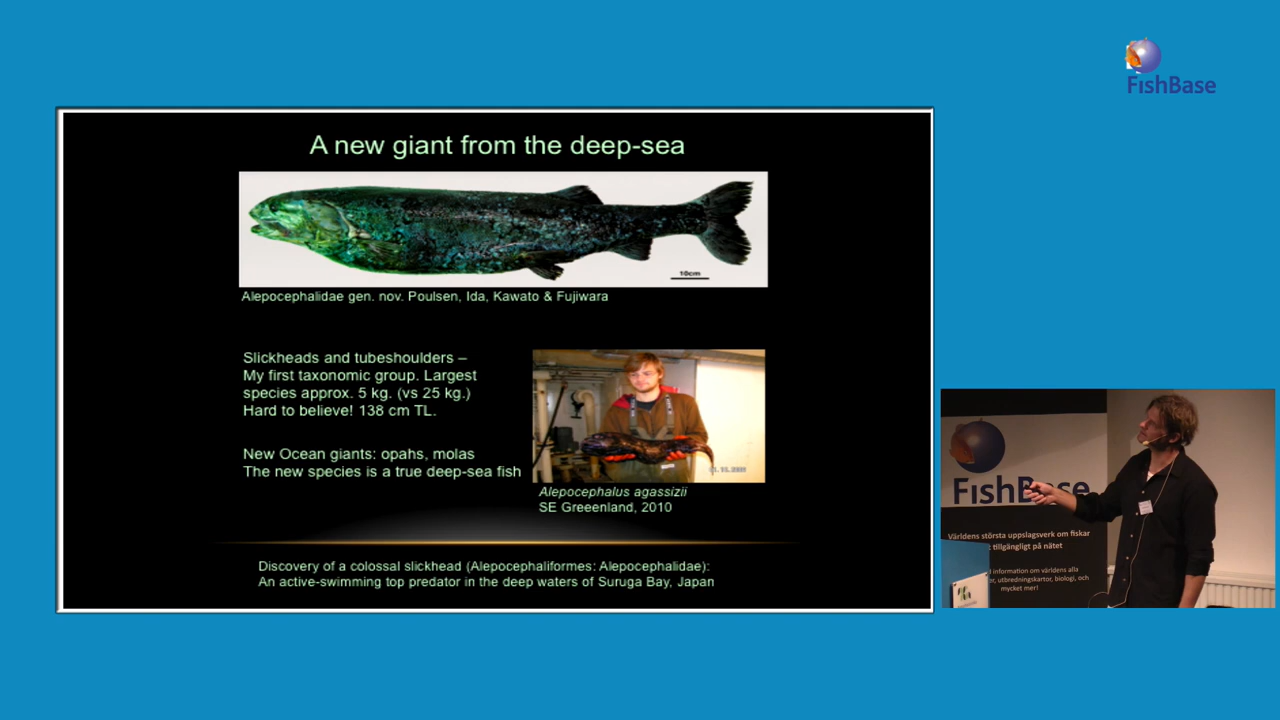 FishBase
A new giant from the deep-sea
10cm
Alepocephalidae gen. nov. Poulsen, Ida, Kawato & Fujiwara
Slickheads and tubeshoulders –
My first taxonomic group. Largest
species approx. 5 kg. (vs 25 kg.)
Hard to believe! 138 cm TL.
New Ocean giants: opahs, molas
The new species is a true deep-sea fish
Alepocephalus agassizii
SE Greeenland, 2010
Discovery of a colossal slickhead (Alepocephaliformes: Alepocephalidae):
An active-swimming top predator in the deep waters of Suruga Bay, Japan
FishBase
Världens största uppslagsverk om fiskar
tillgängligt på nätet
information om världens alla
utbredningskartor, biologi, och
mycket mer!